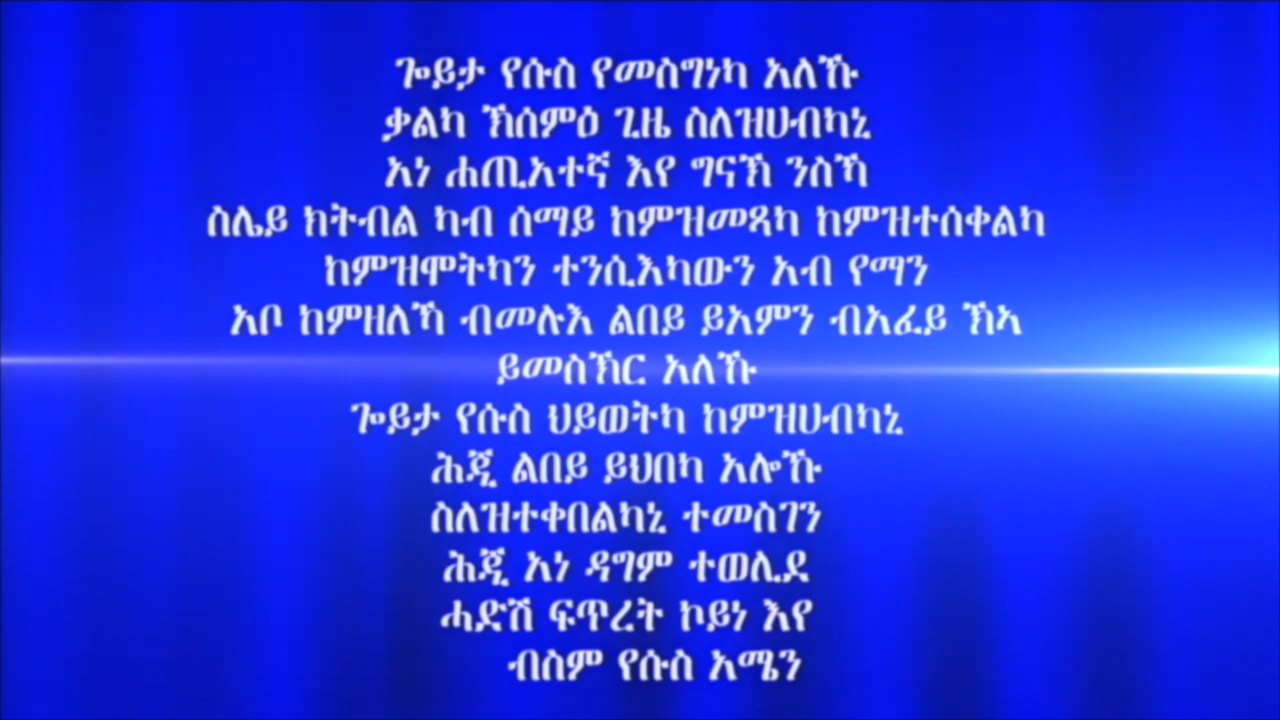 ጐይታ የሱስ የመስግነካ አለኹ
ቃልካ ኽሰምዕ ጊዜ ስለዝሀብካኒ
አነ ሐጢአተኛ እየ ግናኽ ንስኻ
ስሌይ ክትብል ካብ ሰማይ ከምዝመጻካ ከምዝተሰቀልካ
ከምዝሞትካን ተንሲእካውን አብ የማን
አቦ ከምዘለኻ ብመሉእ ልበይ ይአምን ብአፈይ ኽኣ
ይመስኽር አለኹ
ጐይታ የሱስ ህይወትካ ከምዝሀብካኒ
ሕጂ ልበይ ይህበካ አሎኹ
ስለዝተቀበልካኒ ተመስገን
ሕጂ አነ ዳግም ተወሊደ
ሓድሽ ፍጥረት ኮይነ እየ
ብስም የሱስ አሜን